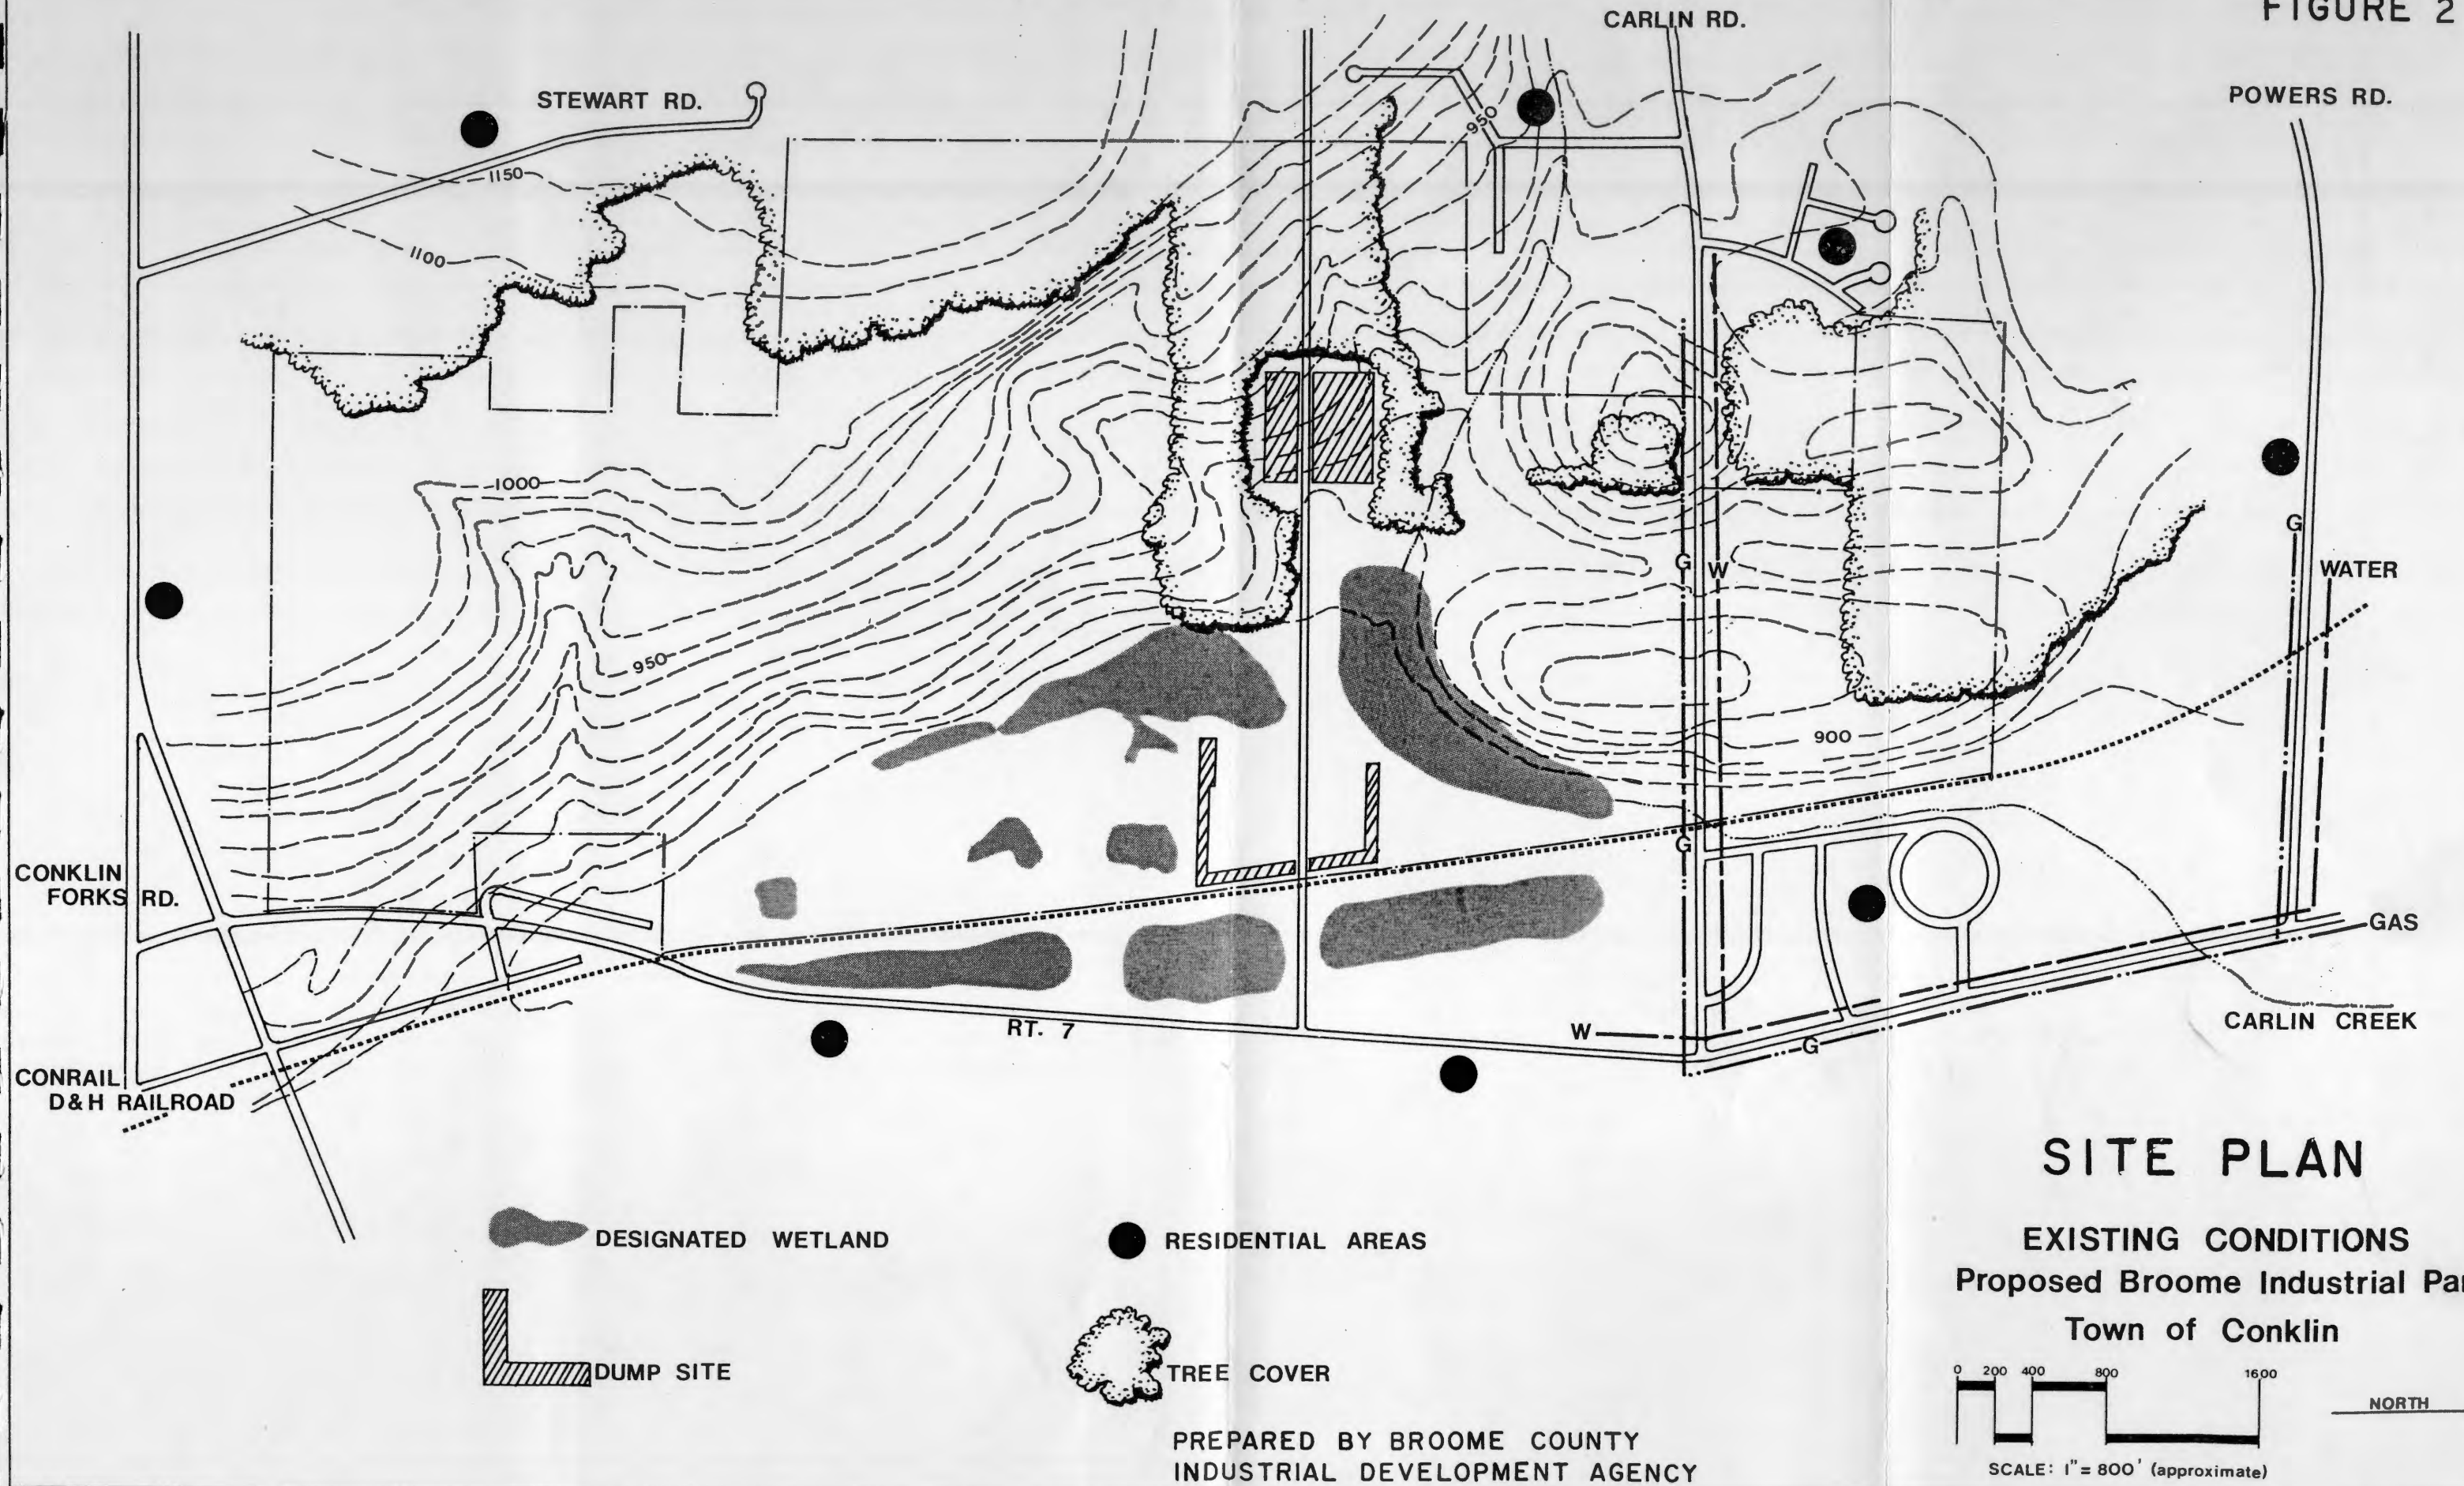 FIGURE 2
CARLIN RD.
POWERS RD.
STEWART RD.
950
1150
1100
1000
G
G
W
WATER
950
900
G
CONKLIN
FORKS RD.
GAS
RT. 7
W
G
CARLIN CREEK
CONRAIL
D&H RAILROAD
SITE PLAN
DESIGNATED WETLAND
RESIDENTIAL AREAS
EXISTING CONDITIONS
Proposed Broome Industrial
Town of Conklin
DUMP SITE
TREE COVER
0 200 400 800 1600
NORTH
SCALE: 1"= 800' (approximate)
PREPARED BY BROOME COUNTY
INDUSTRIAL DEVELOPMENT AGENCY